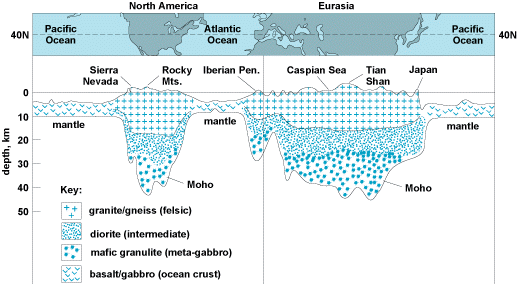 North America
Eurasia
40N
Pacific
Ocean
Atlantic
Ocean
Pacific
Ocean
40N
Sierra
Nevada
Rocky
Mts.
Iberian Pen.
Caspian Sea
Tian
Shan
Japan
0
10
20
30
40
50
depth, km
mantle
mantle
mantle
Moho
Moho
Key:
granite/gneiss (felsic)
diorite (intermediate)
mafic granulite (meta-gabbro)
basalt/gabbro (ocean crust)